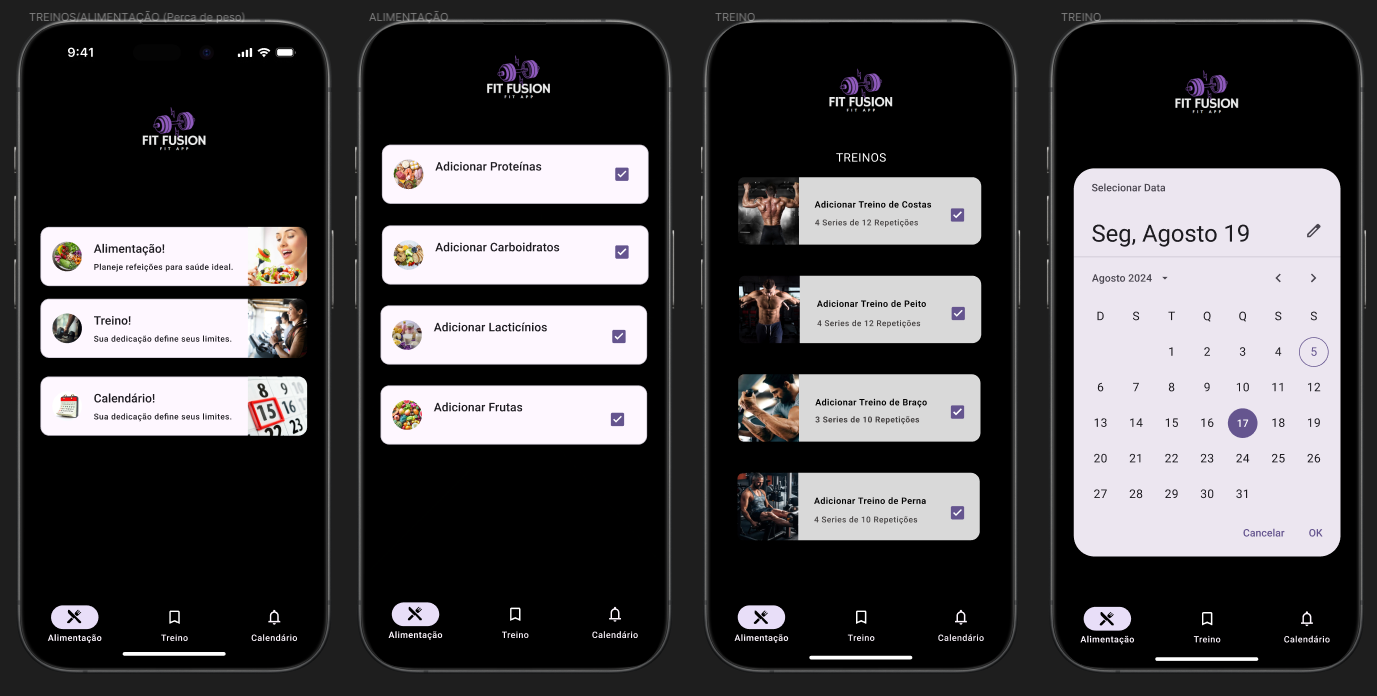 TREINOS/ALIMENTAÇÃO (Perca de peso)
9:41
FIT FUSION
FIT APP
Alimentação!
Planeje refeições para saúde ideal.
Treino!
Sua dedicação define seus limites.
Calendário!
Sua dedicação define seus limites.
8 9 10
15 16
22 23
Alimentação
Treino
Calendário
ALIMENTAÇÃO
FIT FUSION
FIT APP
Adicionar Proteínas
Adicionar Carboidratos
Adicionar Lacticínios
Adicionar Frutas
Alimentação
Treino
Calendário
TREINO
FIT FUSION
FIT APP
TREINOS
Adicionar Treino de Costas
4 Series de 12 Repetições
Adicionar Treino de Peito
4 Series de 12 Repetições
Adicionar Treino de Braço
3 Series de 10 Repetições
Adicionar Treino de Perna
4 Series de 10 Repetições
Alimentação
Treino
Calendário
TREINO
FIT FUSION
FIT APP
Selecionar Data
Seg, Agosto 19
Agosto 2024
D S T Q Q S S
1 2 3 4 5
6 7 8 9 10 11 12
13 14 15 16 17 18 19
20 21 22 23 24 25 26
27 28 29 30 31
Cancelar OK
Alimentação
Treino
Calendário